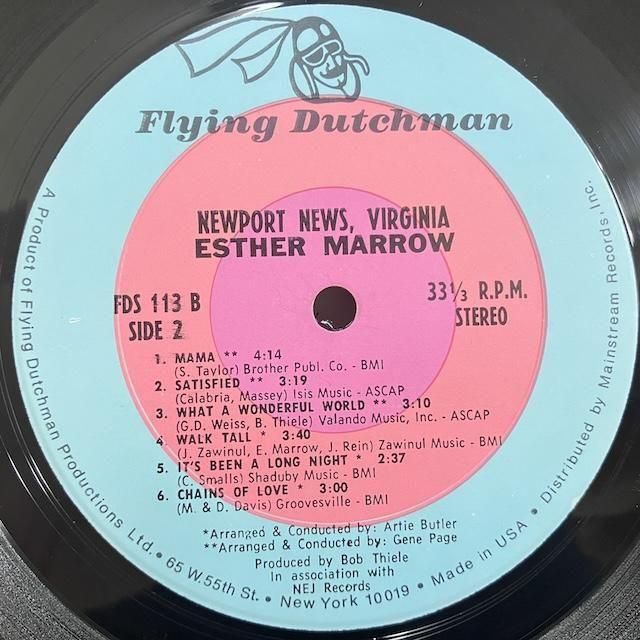 Flying Dutchman
NEWPORT NEWS, VIRGINIA
ESTHER MARROW
FDS 113 B
SIDE 2
33⅓ R.P.M.
STEREO
1. MAMA ** 4:14
(S. Taylor) Brother Publ. Co. - BMI
2. SATISFIED ** 3:19
(Calabria, Massey) Isis Music - ASCAP
3. WHAT A WONDERFUL WORLD ** 3:10
(G.D. Weiss, B. Thiele) Valando Music, Inc. - ASCAP
4. WALK TALL * 3:40
(J. Zawinul, E. Marrow, J. Rein) Zawinul Music - BMI
5. IT'S BEEN A LONG NIGHT * 2:37
(C. Smalls) Shaduby Music - BMI
6. CHAINS OF LOVE * 3:00
(M. & D. Davis) Groovesville - BMI
*Arranged & Conducted by: Artie Butler
**Arranged & Conducted by: Gene Page
Produced by Bob Thiele
In association with
NEJ Records
A Product of Flying Dutchman Productions Ltd. • 65 W. 55th St. • New York 10019 • Made in USA • Distributed by Mainstream Records, Inc.